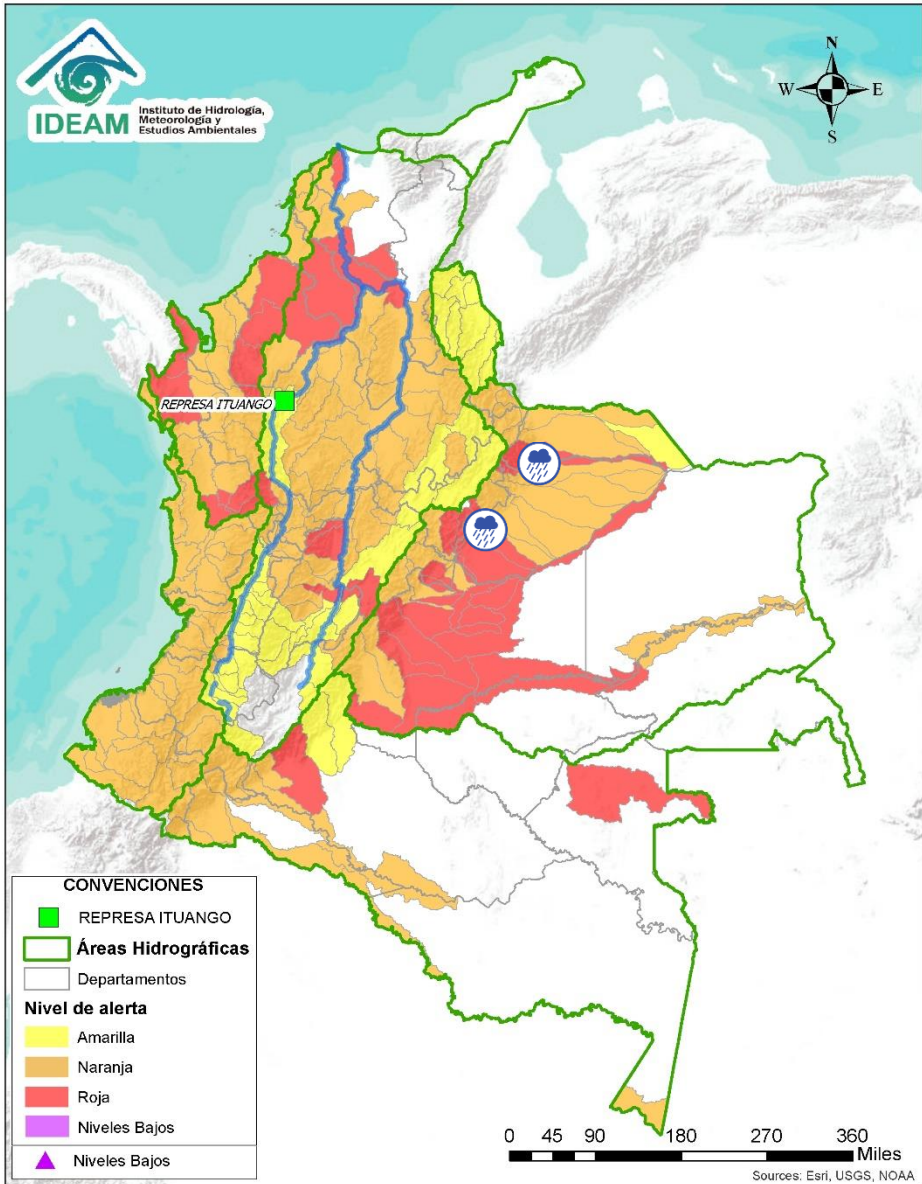 IDEAM
Instituto de Hidrología,
Meteorología y
Estudios Ambientales
N
W
E
S
REPRESA ITUANGO
CONVENCIONES
REPRESA ITUANGO
Áreas Hidrográficas
Departamentos
Nivel de alerta
Amarilla
Naranja
Roja
Niveles Bajos
Niveles Bajos
0 45 90 180 270 360
Miles
Sources: Esri, USGS, NOAA